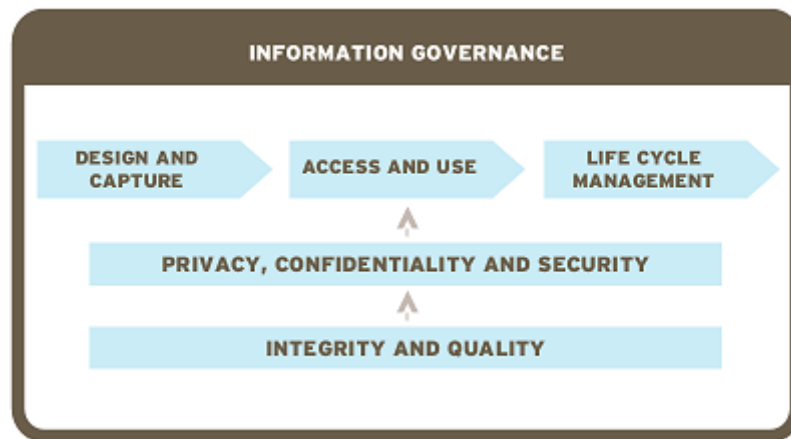 INFORMATION GOVERNANCE
DESIGN AND
CAPTURE
ACCESS AND USE
LIFE CYCLE
MANAGEMENT
PRIVACY, CONFIDENTIALITY AND SECURITY
INTEGRITY AND QUALITY